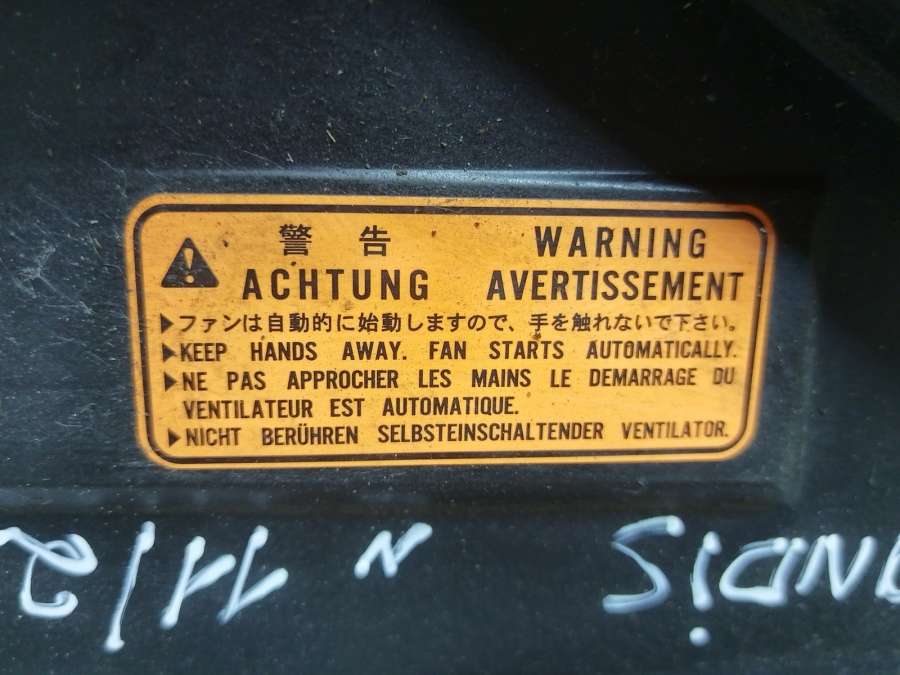 警告 WARNING
ACHTUNG AVERTISSEMENT
▶ファンは自動的に始動しますので、手を触れないで下さい。
▶KEEP HANDS AWAY. FAN STARTS AUTOMATICALLY.
▶NE PAS APPROCHER LES MAINS LE DEMARRAGE DU
VENTILATEUR EST AUTOMATIQUE.
▶NICHT BERÜHREN SELBSTEINSCHALTENDER VENTILATOR.